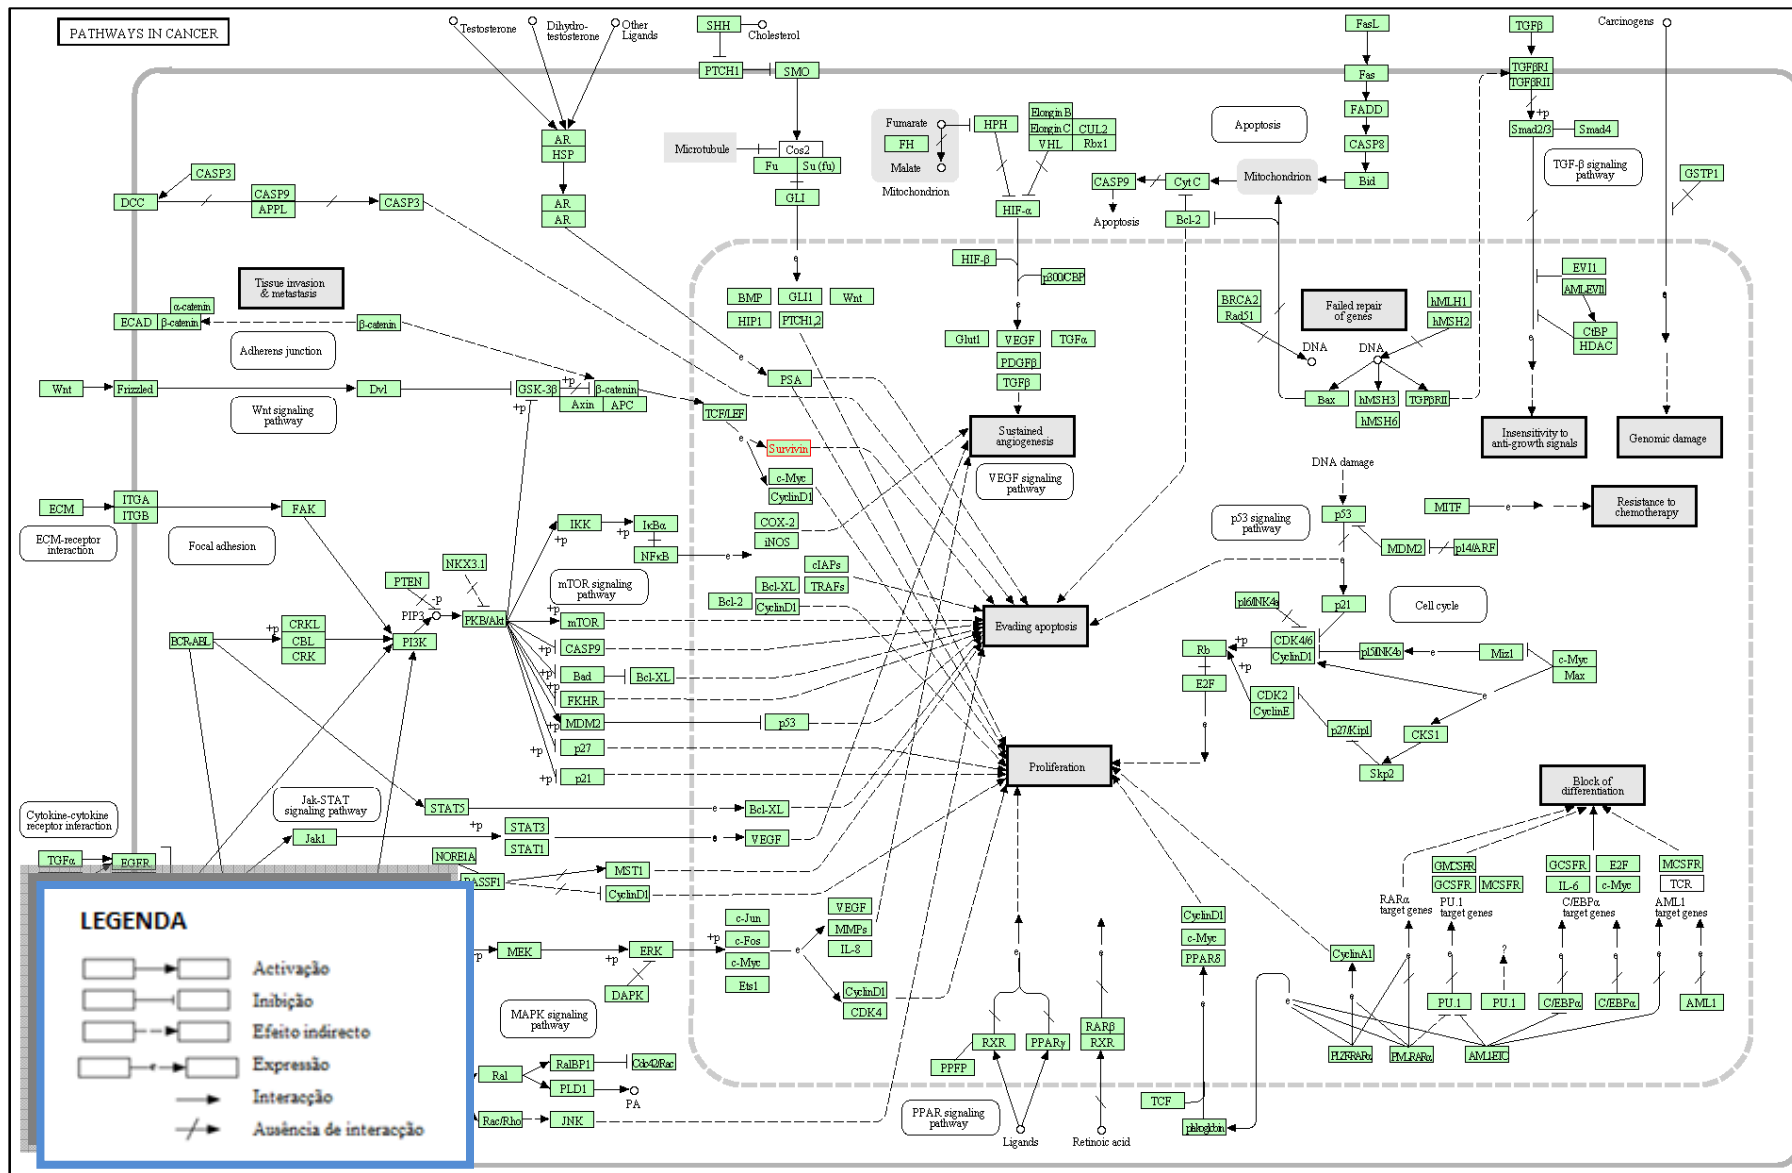 PATHWAYS IN CANCER
Testosterone
Dihydro-
testosterone
Other
Ligands
SHH
Cholesterol
PTCH1
SMO
Microtubule
Cos2
Fu
Su (fu)
GLI
AR
HSP
AR
AR
Fumarate
FH
Malate
Mitochondrion
HPH
Elongin B
Elongin C
CUL2
VHL
Rbx1
HIF-α
FasL
Fas
FADD
CASP8
Bid
Mitochondrion
Cyt C
CASP9
Apoptosis
Bcl-2
Apoptosis
TGFβ
TGFβRI
TGFβRII
+p
Smad2/3
Smad4
TGF-β signaling
pathway
Carcinogens
GSTP1
CASP3
DCC
CASP9
APPL
CASP3
Tissue invasion
& metastasis
α-catenin
ECAD
β-catenin
β-catenin
Adherens junction
Wnt
Frizzled
Dvl
Wnt signaling
pathway
GSK-3β
+p
β-catenin
Axin
APC
+p
TCF/LEF
e
e
BMP
GLI1
Wnt
HIP1
PTCH1,2
e
PSA
Survivin
c-Myc
CyclinD1
HIF-β
p300/CBP
e
Glut1
VEGF
TGFα
PDGFβ
TGFβ
Sustained
angiogenesis
VEGF signaling
pathway
BRCA2
Rad51
DNA
Failed repair
of genes
hMLH1
hMSH2
DNA
Bax
hMSH3
TGFβRII
hMSH6
EVI1
AML-EVI1
CtBP
HDAC
e
e
Insensitivity to
anti-growth signals
Genomic damage
ECM
ITGA
ITGB
FAK
ECM-receptor
interaction
Focal adhesion
IKK
+p
IκBα
+p
+p
NFκB
e
COX-2
iNOS
DNA damage
p53 signaling
pathway
p53
MDM2
p14/ARF
MITF
e
Resistance to
chemotherapy
PTEN
NKX3.1
PIP3
-p
PKB/Akt
mTOR signaling
pathway
cIAPs
Bcl-XL
TRAFs
Bcl-2
CyclinD1
BCR-ABL
+p
CRKL
CBL
CRK
PI3K
+p
mTOR
+p
CASP9
+p
Bad
Bcl-XL
+p
FKHR
+p
MDM2
p53
+p
p27
+p
p21
Evading apoptosis
Proliferation
p21
Cell cycle
p16/INK4a
Rb
+p
+p
CDK4/6
CyclinD1
p15/INK4b
e
Miz1
c-Myc
Max
E2F
CDK2
CyclinE
e
e
p27/Kip1
CKS1
Skp2
Block of
differentiation
Cytokine-cytokine
receptor interaction
Jak-STAT
signaling pathway
STAT5
e
Bcl-XL
Jak1
+p
STAT3
STAT1
e
VEGF
TGFα
EGFR
NORE1A
RASSF1
MST1
CyclinD1
MEK
+p
ERK
+p
+p
DAPK
MAPK signaling
pathway
c-Jun
c-Fos
c-Myc
Ets1
e
VEGF
MMPs
IL-8
CyclinD1
CDK4
Ral
RalBP1
Cdc42/Rac
PLD1
PA
Rac/Rho
JNK
e
RXR
PPARγ
PPFP
PPAR signaling
pathway
Ligands
e
RARβ
RXR
Retinoic acid
CyclinD1
c-Myc
PPARδ
e
TCF
plakoglobin
CyclinA1
e
e
RARα
target genes
GMCSFR
GCSFR
MCSFR
PU.1
target genes
GCSFR
E2F
IL-6
c-Myc
C/EBPα
target genes
MCSFR
TCR
AML1
target genes
e
e
?
e
e
e
e
PU.1
PU.1
C/EBPα
C/EBPα
AML1
PLZF-RARα
PML-RARα
AML1-ETO
LEGENDA
Activação
Inibição
Efeito indirecto
e
Expressão
Interacção
Ausência de interacção